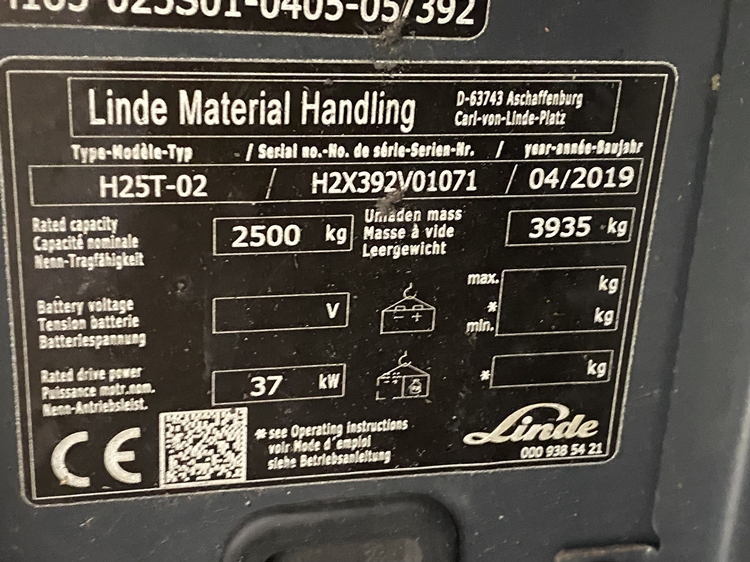 025S01-0405-05/392
Linde Material Handling
D-63743 Aschaffenburg
Carl-von-Linde-Platz
Type-Modèle-Typ / Serial no.-No. de série-Serien-Nr. / year-année-Baujahr
H25T-02 / H2X392V01071 / 04/2019
Rated capacity
Capacité nominale
Nenn-Tragfähigkeit
2500 kg
Unladen mass
Masse à vide
Leergewicht
3935 kg
Battery voltage
Tension batterie
Batteriespannung
V
- +
max. kg
*
min. kg
Rated drive power
Puissance motr.nom.
Nenn-Antriebsleist.
37 kW
* kg
CE
* see Operating instructions
voir Mode d'emploi
siehe Betriebsanleitung
Linde
000 938 54 21